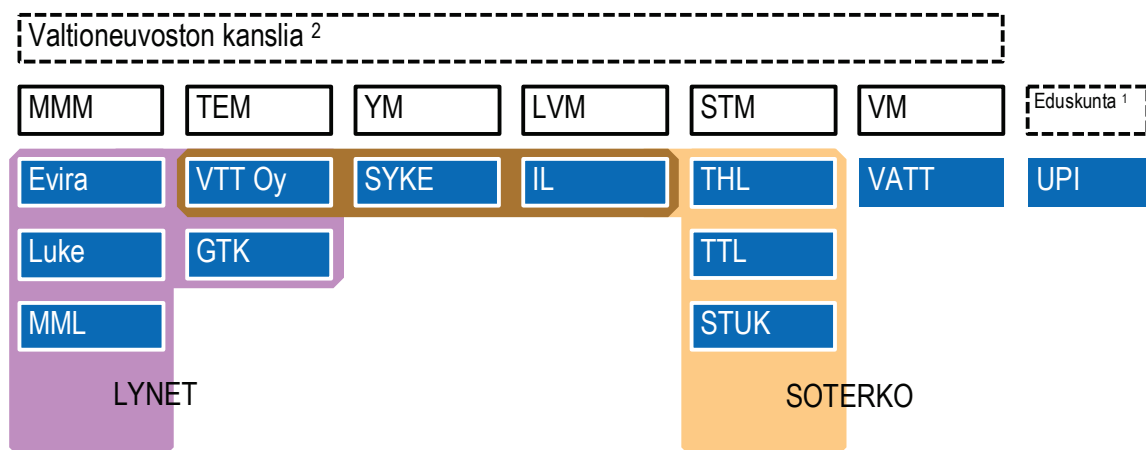 Valtioneuvoston kanslia ²
MMM TEM YM LVM STM VM Eduskunta ¹
Evira VTT Oy SYKE IL THL VATT UPI
Luke GTK TTL
MML STUK
LYNET SOTERKO